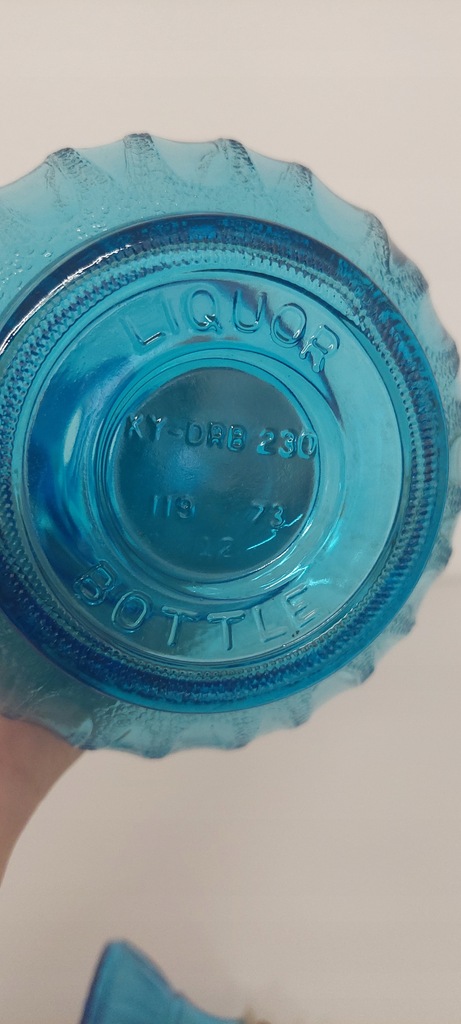 LIQUOR
KY-DRB 230
119 73
12
BOTTLE